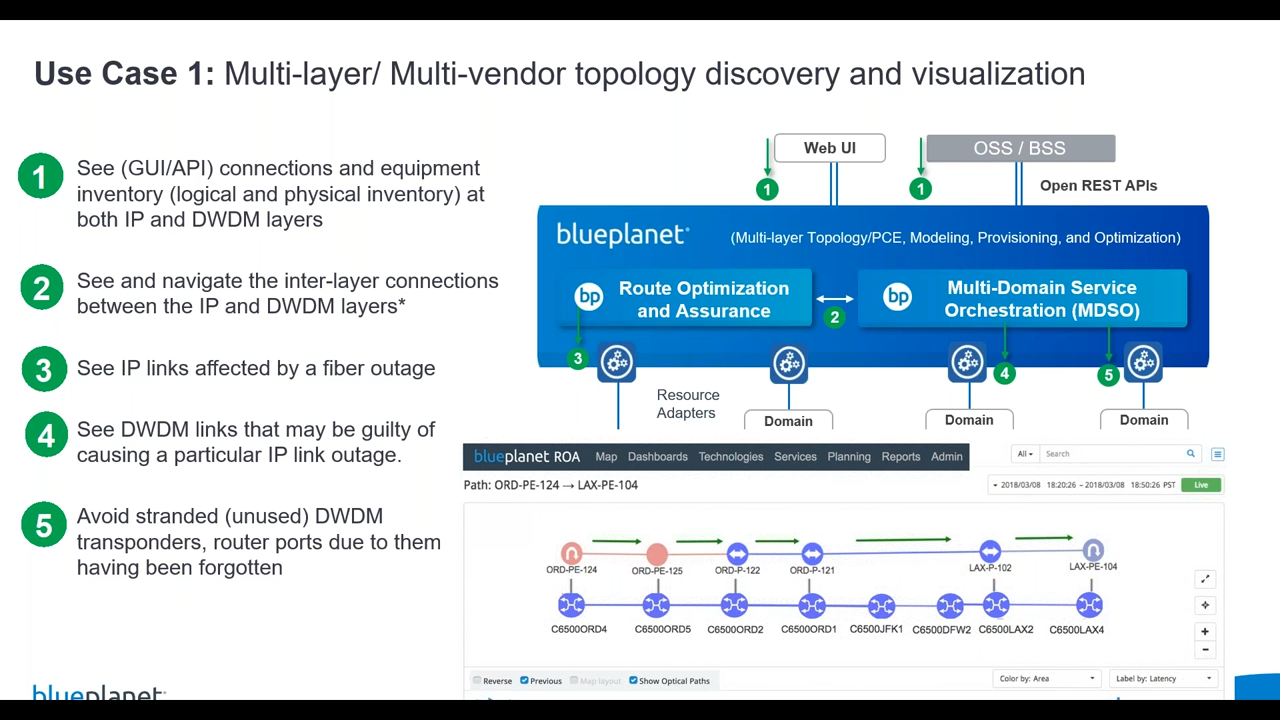 Use Case 1: Multi-layer/ Multi-vendor topology discovery and visualization
1
See (GUI/API) connections and equipment
inventory (logical and physical inventory) at
both IP and DWDM layers
2
See and navigate the inter-layer connections
between the IP and DWDM layers*
3
See IP links affected by a fiber outage
4
See DWDM links that may be guilty of
causing a particular IP link outage.
5
Avoid stranded (unused) DWDM
transponders, router ports due to them
having been forgotten
blueplanet
Web UI
OSS / BSS
1
1
Open REST APIs
blueplanet
(Multi-layer Topology/PCE, Modeling, Provisioning, and Optimization)
bp
Route Optimization
and Assurance
2
bp
Multi-Domain Service
Orchestration (MDSO)
3
4
5
Resource
Adapters
Domain
Domain
Domain
blueplanet ROA Map Dashboards Technologies Services Planning Reports Admin
All Search
Path: ORD-PE-124 → LAX-PE-104
2018/03/08 18:20:26 ~ 2018/03/08 18:50:26 PST Live
ORD-PE-124 ORD-PE-125 ORD-P-122 ORD-P-121 LAX-P-102 LAX-PE-104
C6500ORD4 C6500ORD5 C6500ORD2 C6500ORD1 C6500JFK1 C6500DFW2 C6500LAX2 C6500LAX4
+
-
Reverse Previous Map layout Show Optical Paths
Color by: Area
Label by: Latency